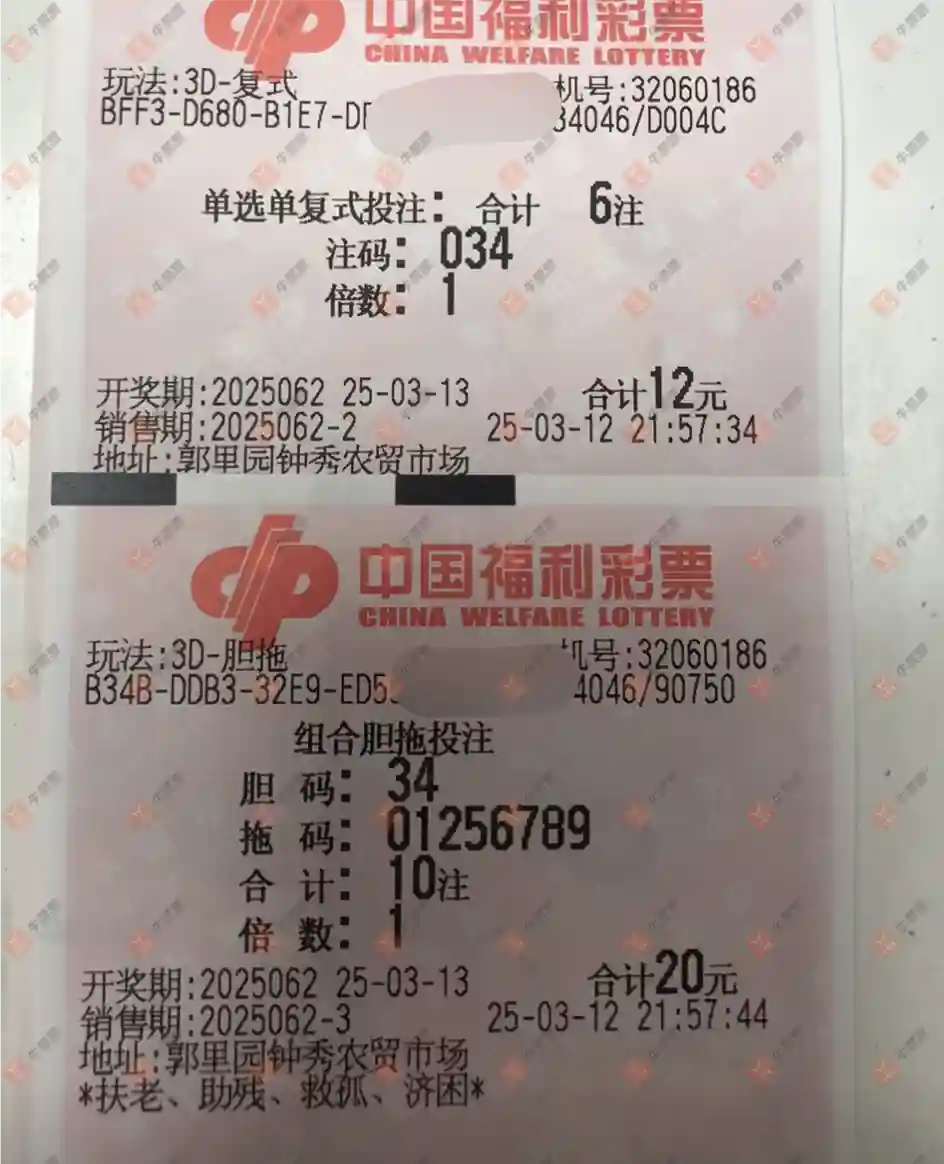 中国福利彩票
CHINA WELFARE LOTTERY
玩法:3D-复式 机号:32060186
BFF3-D680-B1E7-D 34046/D004C
单选单复式投注: 合计 6注
注码: 034
倍数: 1
开奖期:2025062 25-03-13 合计12元
销售期:2025062-2 25-03-12 21:57:34
地址:郭里园钟秀农贸市场
中国福利彩票
CHINA WELFARE LOTTERY
玩法:3D-胆拖 机号:32060186
B34B-DDB3-32E9-ED5 4046/90750
组合胆拖投注
胆 码: 34
拖 码: 01256789
合 计: 10注
倍 数: 1
开奖期:2025062 25-03-13 合计20元
销售期:2025062-3 25-03-12 21:57:44
地址:郭里园钟秀农贸市场
*扶老、助残、救孤、济困*